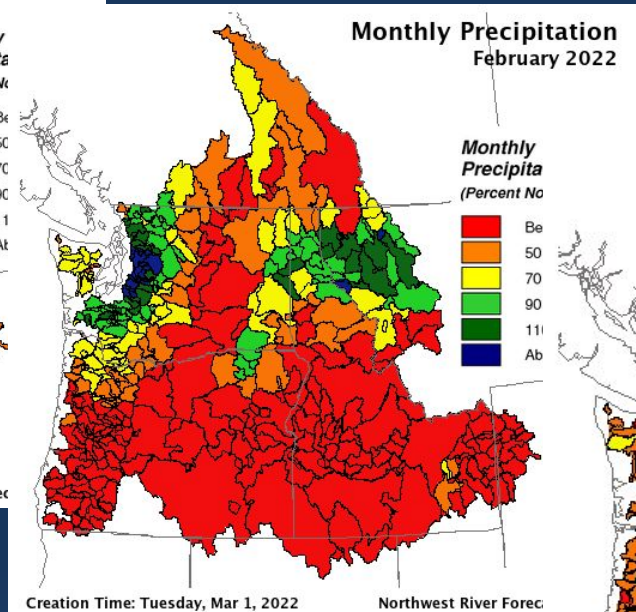 Monthly Precipitation
February 2022
Monthly
Precipita
(Percent No
Be
50
70
90
110
Ab
Creation Time: Tuesday, Mar 1, 2022
Northwest River Forec